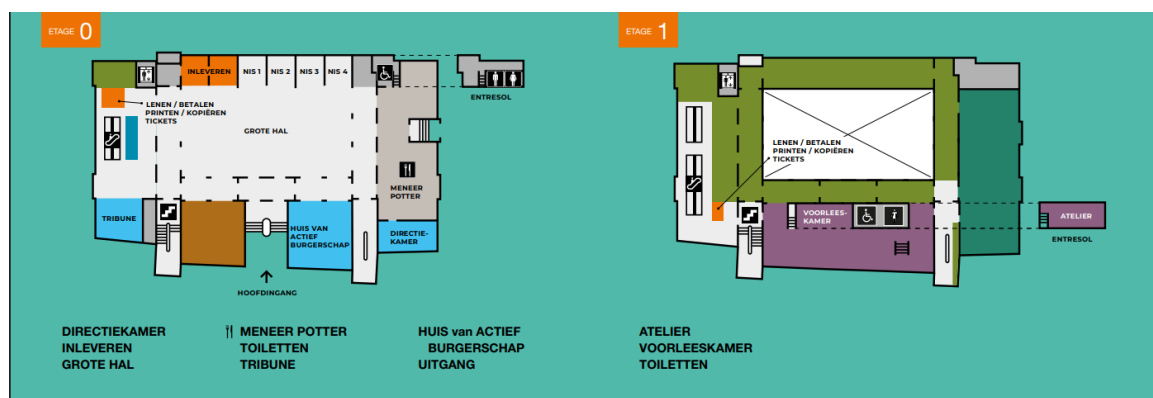 ETAGE 0
INLEVEREN
NIS 1
NIS 2
NIS 3
NIS 4
ENTRESOL
LENEN / BETALEN
PRINTEN / KOPIËREN
TICKETS
GROTE HAL
MENEER
POTTER
TRIBUNE
HUIS VAN
ACTIEF
BURGERSCHAP
DIRECTIE-
KAMER
HOOFDINGANG
DIRECTIEKAMER
INLEVEREN
GROTE HAL
MENEER POTTER
TOILETTEN
TRIBUNE
HUIS van ACTIEF
BURGERSCHAP
UITGANG
ETAGE 1
LENEN / BETALEN
PRINTEN / KOPIËREN
TICKETS
VOORLEES-
KAMER
ATELIER
ENTRESOL
ATELIER
VOORLEESKAMER
TOILETTEN